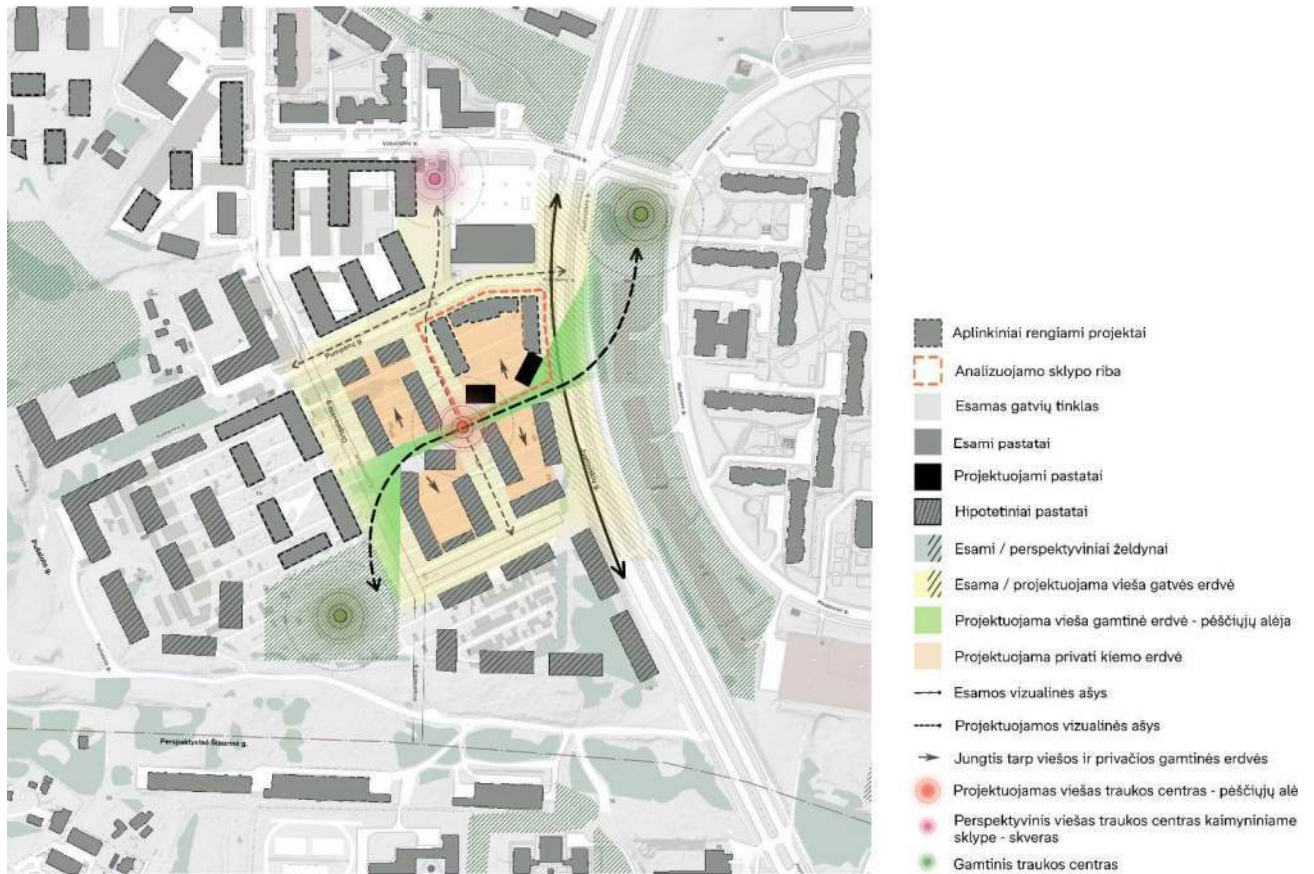 Pumpėnų g.
Perspektyvinė Šiaurinė g.
Aplinkiniai rengiami projektai
Analizuojamo sklypo riba
Esamas gatvių tinklas
Esami pastatai
Projektuojami pastatai
Hipotetiniai pastatai
Esami / perspektyviniai želdynai
Esama / projektuojama vieša gatvės erdvė
Projektuojama vieša gamtinė erdvė - pėsčiųjų alėja
Projektuojama privati kiemo erdvė
Esamos vizualinės ašys
Projektuojamos vizualinės ašys
Jungtis tarp viešos ir privačios gamtinės erdvės
Projektuojamas viešas traukos centras - pėsčiųjų alė
Perspektyvinis viešas traukos centras kaimyniniame
sklype - skveras
Gamtinis traukos centras